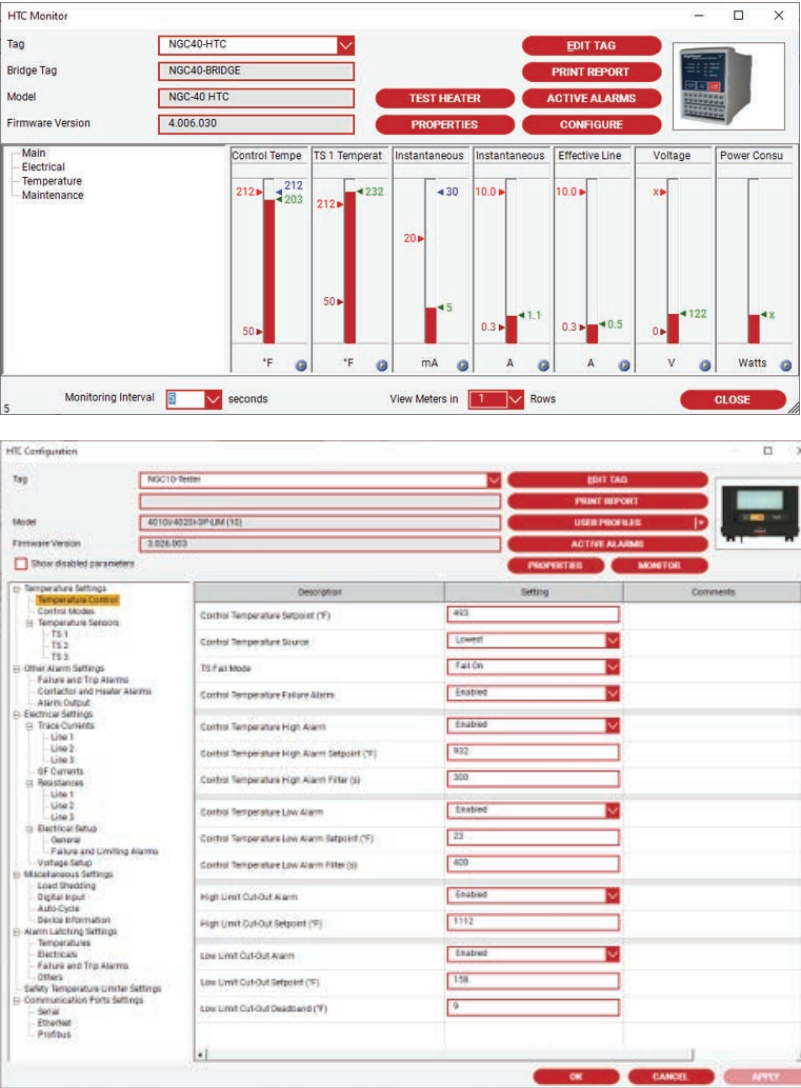 HTC Monitor
Tag NGC40-HTC EDIT TAG
Bridge Tag NGC40-BRIDGE PRINT REPORT
Model NGC-40 HTC TEST HEATER ACTIVE ALARMS
Firmware Version 4.006.030 PROPERTIES CONFIGURE
Main
Electrical
Temperature
Maintenance
Control Tempe TS 1 Temperat Instantaneous Instantaneous Effective Line Voltage Power Consu
212 212 232 30 10.0 10.0 x
203
212
20
50
5 1.1 0.5 122 x
50 0.3 0.3 0
°F °F mA A A V Watts
5 Monitoring Interval 5 seconds View Meters in 1 Rows CLOSE
HTC Configuration
Tag NGC10-Tester EDIT TAG
PRINT REPORT
Model USER PROFILES
Firmware Version 3.026.003 ACTIVE ALARMS
Show disabled parameters PROPERTIES MONITOR
Temperature Settings
Temperature Control
Control Modes
Temperature Sensors
TS 1
TS 2
TS 3
Other Alarm Settings
Failure and Trip Alarms
Contactor and Heater Alarms
Alarm Output
Electrical Settings
Trace Currents
Line 1
Line 2
Line 3
GF Currents
Resistances
Line 1
Line 2
Line 3
Electrical Setup
General
Failure and Limiting Alarms
Voltage Setup
Miscellaneous Settings
Load Shedding
Digital Input
Auto-Cycle
Device Information
Alarm Latching Settings
Temperatures
Electricals
Failure and Trip Alarms
Others
Safety Temperature Limiter Settings
Communication Ports Settings
Serial
Ethernet
Profibus
Description Setting Comments
Control Temperature Setpoint (°F) 493
Control Temperature Source Lowest
TS Fail Mode Fail On
Control Temperature Failure Alarm Enabled
Control Temperature High Alarm Enabled
Control Temperature High Alarm Setpoint (°F) 932
Control Temperature High Alarm Filter (s) 300
Control Temperature Low Alarm Enabled
Control Temperature Low Alarm Setpoint (°F) 23
Control Temperature Low Alarm Filter (s) 400
High Limit Cut-Out Alarm Enabled
High Limit Cut-Out Setpoint (°F) 1112
Low Limit Cut-Out Alarm Enabled
Low Limit Cut-Out Setpoint (°F) 158
Low Limit Cut-Out Deadband (°F) 9
OK CANCEL APPLY